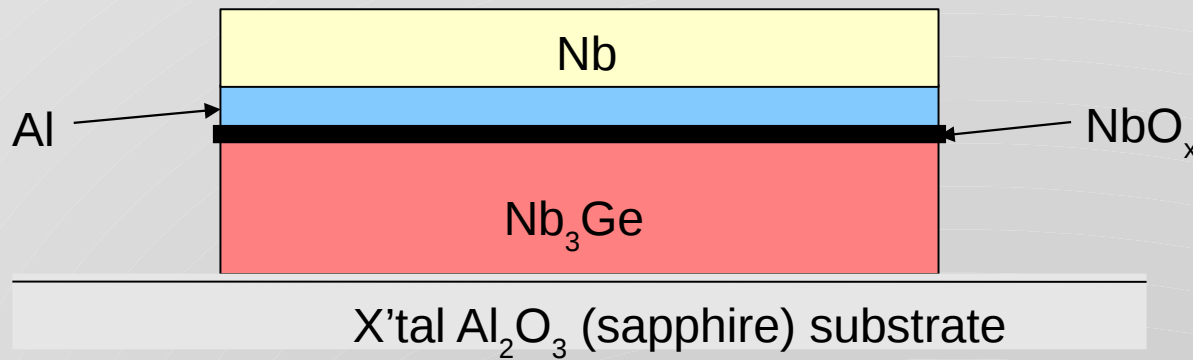 Nb
Al
NbOₓ
Nb₃Ge
X’tal Al₂O₃ (sapphire) substrate